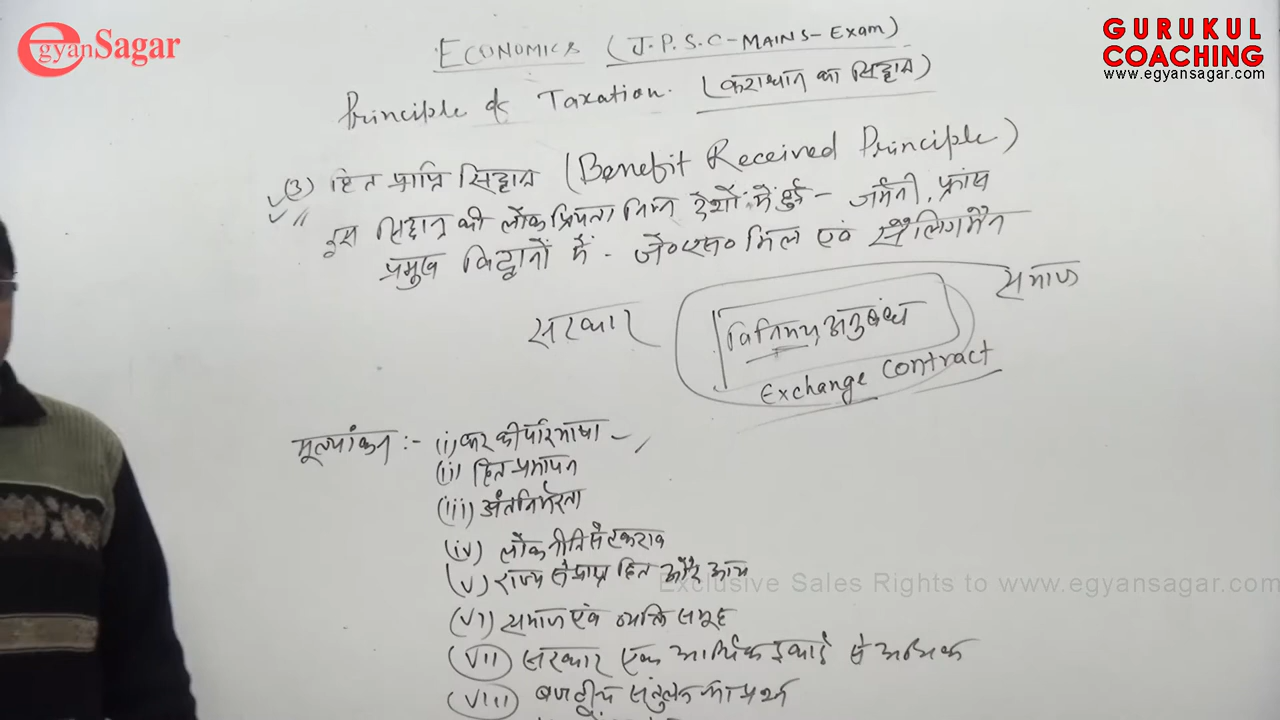 egyanSagar
GURUKUL
COACHING
www.egyansagar.com
ECONOMICS (J.P.S.C-MAINS-Exam)
Principle of Taxation. (कराधान का सिद्धान्त)
(3) हित प्राप्ति सिद्धान्त (Benefit Received Principle)
इस सिद्धान्त की लोकप्रियता निम्न देशों में हुई - जर्मनी, फ्रांस
प्रमुख विद्वानों में - जे०एस० मिल एवं सैलिगमैन
सरकार
समाज
विनिमय अनुबंध
Exchange Contract
मूल्यांकन :- (i) कर की परिभाषा
(ii) हित प्रमापन
(iii) अंतनिर्भरता
(iv) लोकनीति से टकराव
(v) राज्य से प्राप्त हित और आय
Exclusive Sales Rights to www.egyansagar.com
(vi) समाज एवं व्यक्ति समूह
(VII) सरकार एक आर्थिक इकाई से अधिक
(VIII) बजटीय संतुलन का प्रश्न